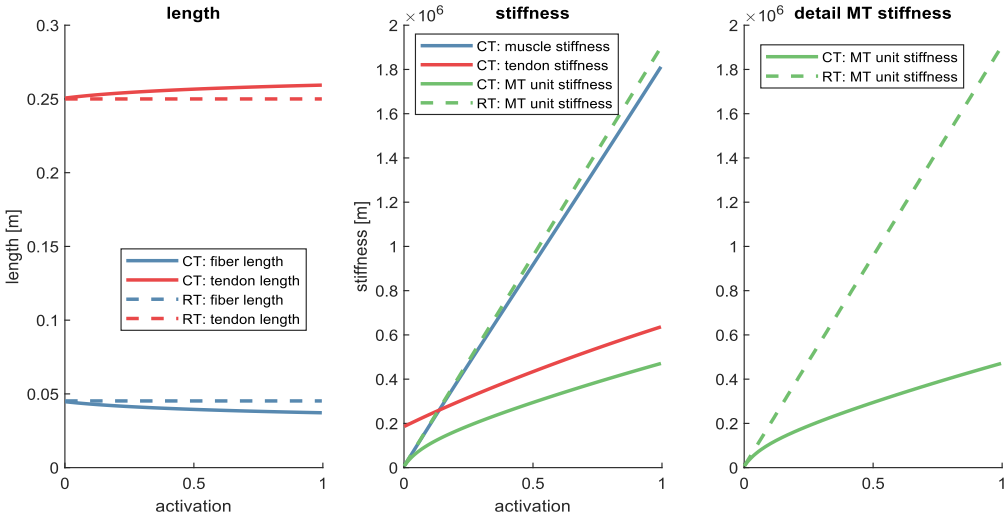 length
0.3
0.25
0.2
0.15
0.1
0.05
0
0
0.5
1
length [m]
activation
CT: fiber length
CT: tendon length
RT: fiber length
RT: tendon length
stiffness
×10⁶
2
1.8
1.6
1.4
1.2
1
0.8
0.6
0.4
0.2
0
0
0.5
1
stiffness [m]
activation
CT: muscle stiffness
CT: tendon stiffness
CT: MT unit stiffness
RT: MT unit stiffness
detail MT stiffness
×10⁶
2
1.8
1.6
1.4
1.2
1
0.8
0.6
0.4
0.2
0
0
0.5
1
activation
CT: MT unit stiffness
RT: MT unit stiffness